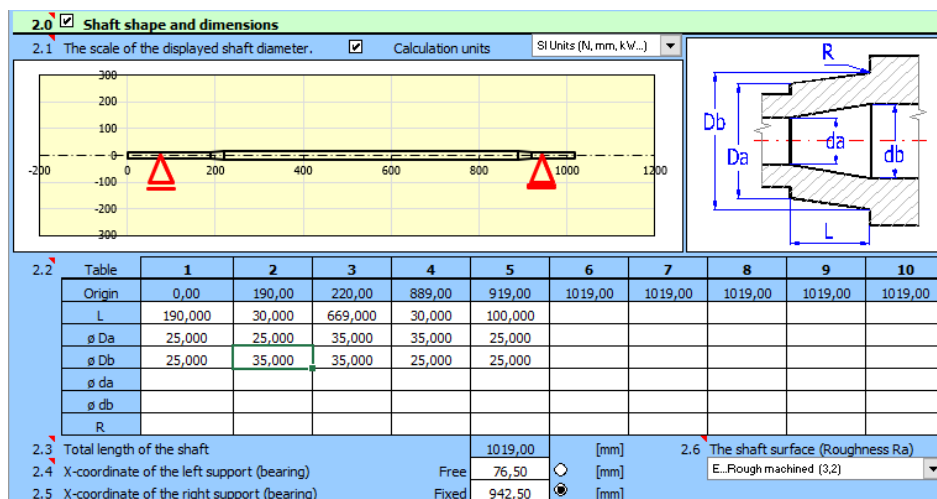 2.0 Shaft shape and dimensions
2.1 The scale of the displayed shaft diameter. Calculation units SI Units (N, mm, kW...)
300
200
100
0
-100
-200
300
-200 0 200 400 600 800 1000 1200
R
Db
Da
da
db
L
2.2 Table 1 2 3 4 5 6 7 8 9 10
Origin 0,00 190,00 220,00 889,00 919,00 1019,00 1019,00 1019,00 1019,00 1019,00
L 190,000 30,000 669,000 30,000 100,000
ø Da 25,000 25,000 35,000 35,000 25,000
ø Db 25,000 35,000 35,000 25,000 25,000
ø da
ø db
R
2.3 Total length of the shaft 1019,00 [mm] 2.6 The shaft surface (Roughness Ra)
2.4 X-coordinate of the left support (bearing) Free 76,50 [mm] E...Rough machined (3,2)
2.5 X-coordinate of the right support (bearing) Fixed 942,50 [mm]